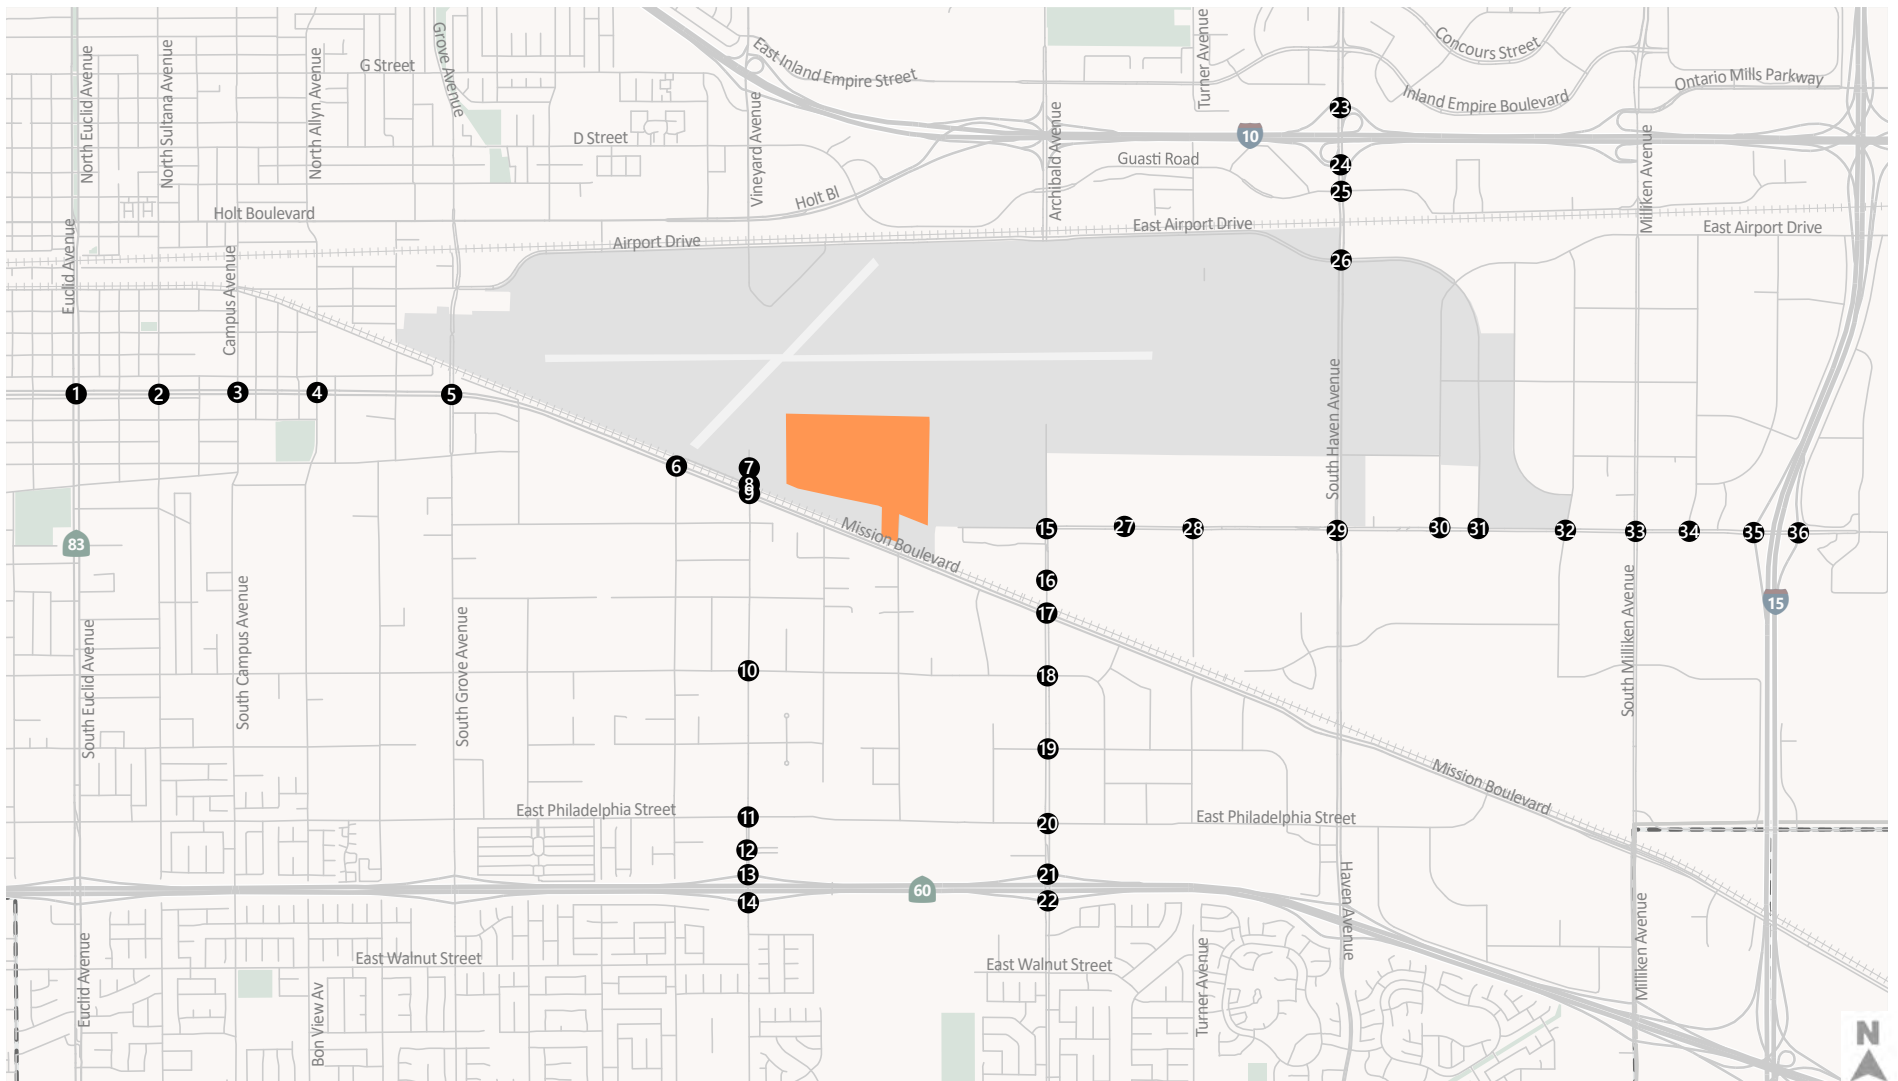 Grove Avenue
Turner Avenue
Concours Street
East Inland Empire Street
G Street
North Euclid Avenue
North Sultana Avenue
North Allyn Avenue
Ontario Mills Parkway
Inland Empire Boulevard
Vineyard Avenue
Archibald Avenue
23
10
D Street
Milliken Avenue
Guasti Road
24
25
Holt Bl
Holt Boulevard
East Airport Drive
East Airport Drive
Airport Drive
Euclid Avenue
Campus Avenue
26
South Haven Avenue
1
2
3
4
5
6
7
8
9
Mission Boulevard
15
27
28
29
30
31
32
33
34
35
36
83
16
17
15
South Campus Avenue
South Euclid Avenue
South Grove Avenue
South Milliken Avenue
10
18
19
Mission Boulevard
East Philadelphia Street
11
20
East Philadelphia Street
12
13
21
60
14
22
Haven Avenue
Milliken Avenue
Euclid Avenue
East Walnut Street
East Walnut Street
Turner Avenue
Bon View Av
N